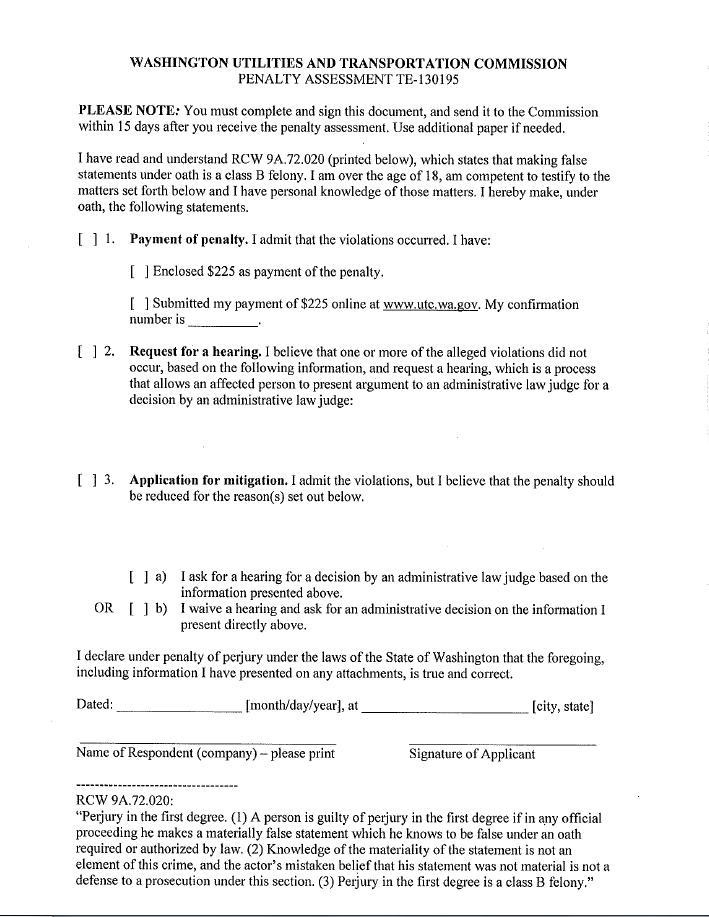 WASHINGTON UTILITIES AND TRANSPORTATION COMMISSION
PENALTY ASSESSMENT TE-130195
PLEASE NOTE: You must complete and sign this document, and send it to the Commission
within 15 days after you receive the penalty assessment. Use additional paper if needed.
I have read and understand RCW 9A.72.020 (printed below), which states that making false
statements under oath is a class B felony. I am over the age of 18, am competent to testify to the
matters set forth below and I have personal knowledge of those matters. I hereby make, under
oath, the following statements.
[ ] 1. Payment of penalty. I admit that the violations occurred. I have:
[ ] Enclosed $225 as payment of the penalty.
[ ] Submitted my payment of $225 online at www.utc.wa.gov. My confirmation
number is __________.
[ ] 2. Request for a hearing. I believe that one or more of the alleged violations did not
occur, based on the following information, and request a hearing, which is a process
that allows an affected person to present argument to an administrative law judge for a
decision by an administrative law judge:
[ ] 3. Application for mitigation. I admit the violations, but I believe that the penalty should
be reduced for the reason(s) set out below.
[ ] a) I ask for a hearing for a decision by an administrative law judge based on the
information presented above.
OR [ ] b) I waive a hearing and ask for an administrative decision on the information I
present directly above.
I declare under penalty of perjury under the laws of the State of Washington that the foregoing,
including information I have presented on any attachments, is true and correct.
Dated: __________________ [month/day/year], at ________________________ [city, state]
Name of Respondent (company) – please print Signature of Applicant
-----------------------------------
RCW 9A.72.020:
“Perjury in the first degree. (1) A person is guilty of perjury in the first degree if in any official
proceeding he makes a materially false statement which he knows to be false under an oath
required or authorized by law. (2) Knowledge of the materiality of the statement is not an
element of this crime, and the actor’s mistaken belief that his statement was not material is not a
defense to a prosecution under this section. (3) Perjury in the first degree is a class B felony.”